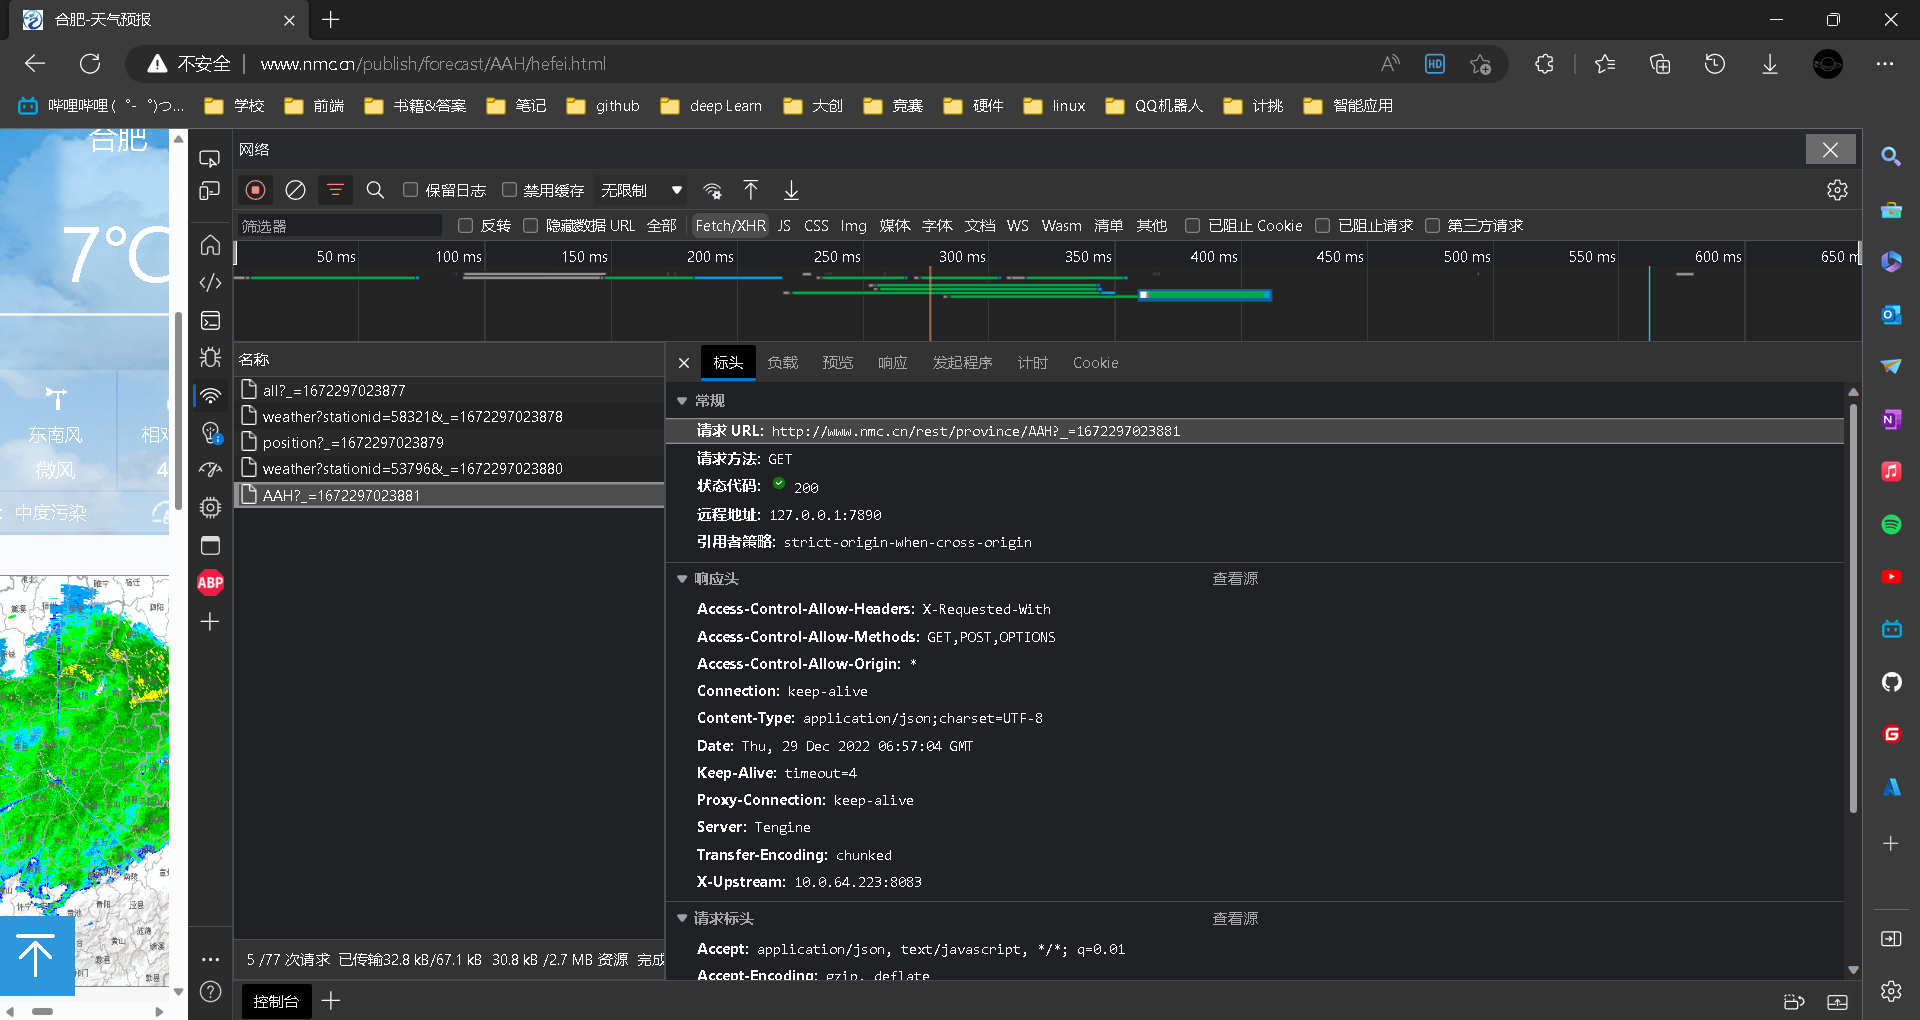 合肥-天气预报
不安全 www.nmc.cn/publish/forecast/AAH/hefei.html
HD
哔哩哔哩 (゜-゜)つ... 学校 前端 书籍&答案 笔记 github deep Learn 大创 竞赛 硬件 linux QQ机器人 计挑 智能应用
合肥
7℃
东南风 相对
微风 4
: 中度污染
网络
保留日志 禁用缓存 无限制
筛选器 反转 隐藏数据 URL 全部 Fetch/XHR JS CSS Img 媒体 字体 文档 WS Wasm 清单 其他 已阻止 Cookie 已阻止请求 第三方请求
50 ms 100 ms 150 ms 200 ms 250 ms 300 ms 350 ms 400 ms 450 ms 500 ms 550 ms 600 ms 650 m
名称
all?_=1672297023877
weather?stationid=58321&_=1672297023878
position?_=1672297023879
weather?stationid=53796&_=1672297023880
AAH?_=1672297023881
ABP
标头 负载 预览 响应 发起程序 计时 Cookie
常规
请求 URL: http://www.nmc.cn/rest/province/AAH?_=1672297023881
请求方法: GET
状态代码: 200
远程地址: 127.0.0.1:7890
引用者策略: strict-origin-when-cross-origin
响应头 查看源
Access-Control-Allow-Headers: X-Requested-With
Access-Control-Allow-Methods: GET,POST,OPTIONS
Access-Control-Allow-Origin: *
Connection: keep-alive
Content-Type: application/json;charset=UTF-8
Date: Thu, 29 Dec 2022 06:57:04 GMT
Keep-Alive: timeout=4
Proxy-Connection: keep-alive
Server: Tengine
Transfer-Encoding: chunked
X-Upstream: 10.0.64.223:8083
请求标头 查看源
Accept: application/json, text/javascript, */*; q=0.01
Accept-Encoding: gzip, deflate
5 /77 次请求 已传输32.8 kB/67.1 kB 30.8 kB /2.7 MB 资源 完成
控制台